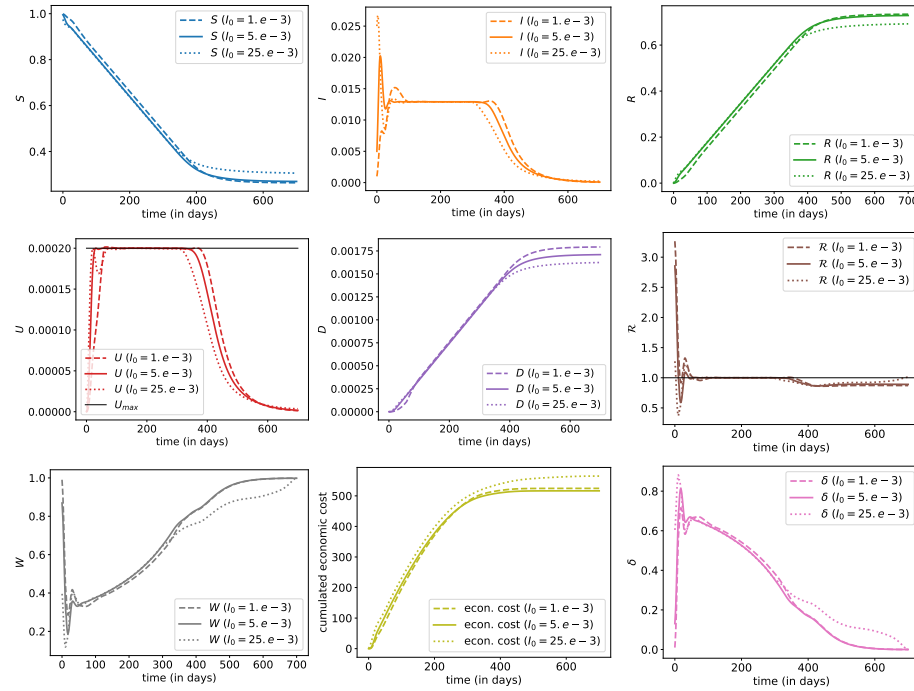 1.0
0.8
0.6
0.4
S
S (I0 = 1. e − 3)
S (I0 = 5. e − 3)
S (I0 = 25. e − 3)
0 200 400 600
time (in days)
0.025
0.020
0.015
0.010
0.005
0.000
I
I (I0 = 1. e − 3)
I (I0 = 5. e − 3)
I (I0 = 25. e − 3)
0 200 400 600
time (in days)
0.6
0.4
0.2
0.0
R
R (I0 = 1. e − 3)
R (I0 = 5. e − 3)
R (I0 = 25. e − 3)
0 100 200 300 400 500 600 700
time (in days)
0.00020
0.00015
0.00010
0.00005
0.00000
U
U (I0 = 1. e − 3)
U (I0 = 5. e − 3)
U (I0 = 25. e − 3)
Umax
0 200 400 600
time (in days)
0.00175
0.00150
0.00125
0.00100
0.00075
0.00050
0.00025
0.00000
D
D (I0 = 1. e − 3)
D (I0 = 5. e − 3)
D (I0 = 25. e − 3)
0 200 400 600
time (in days)
3.0
2.5
2.0
1.5
1.0
0.5
ℛ
ℛ (I0 = 1. e − 3)
ℛ (I0 = 5. e − 3)
ℛ (I0 = 25. e − 3)
0 200 400 600
time (in days)
1.0
0.8
0.6
0.4
0.2
W
W (I0 = 1. e − 3)
W (I0 = 5. e − 3)
W (I0 = 25. e − 3)
0 100 200 300 400 500 600 700
time (in days)
500
400
300
200
100
0
cumulated economic cost
econ. cost (I0 = 1. e − 3)
econ. cost (I0 = 5. e − 3)
econ. cost (I0 = 25. e − 3)
0 200 400 600
time (in days)
0.8
0.6
0.4
0.2
0.0
δ
δ (I0 = 1. e − 3)
δ (I0 = 5. e − 3)
δ (I0 = 25. e − 3)
0 200 400 600
time (in days)